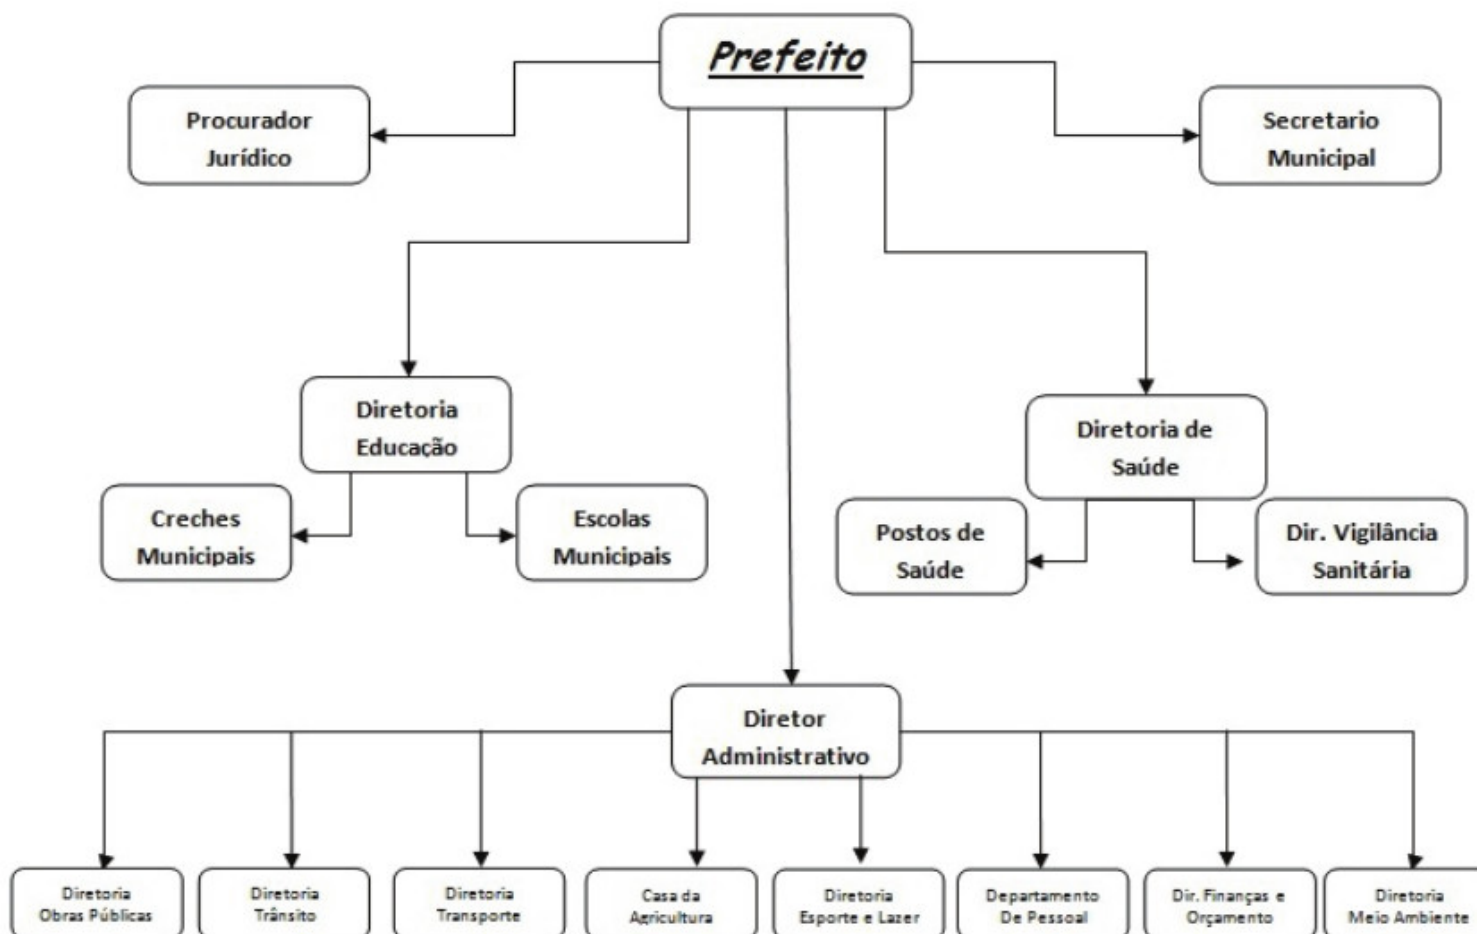 Prefeito
Procurador
Jurídico
Secretario
Municipal
Diretoria
Educação
Diretoria de
Saúde
Creches
Municipais
Escolas
Municipais
Postos de
Saúde
Dir. Vigilância
Sanitária
Diretor
Administrativo
Diretoria
Obras Públicas
Diretoria
Trânsito
Diretoria
Transporte
Casa da
Agricultura
Diretoria
Esporte e Lazer
Departamento
De Pessoal
Dir. Finanças e
Orçamento
Diretoria
Meio Ambiente